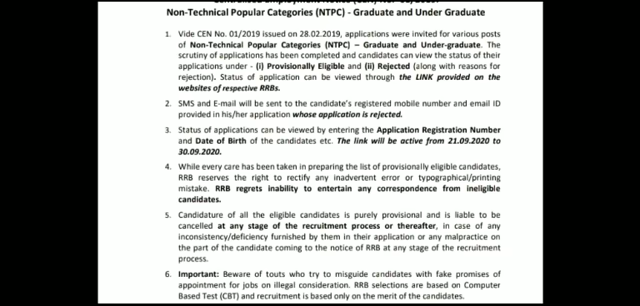 Non-Technical Popular Categories (NTPC) - Graduate and Under Graduate
1. Vide CEN No. 01/2019 issued on 28.02.2019, applications were invited for various posts
of Non-Technical Popular Categories (NTPC) – Graduate and Under-graduate. The
scrutiny of applications has been completed and candidates can view the status of their
applications under - (i) Provisionally Eligible and (ii) Rejected (along with reasons for
rejection). Status of application can be viewed through the LINK provided on the
websites of respective RRBs.
2. SMS and E-mail will be sent to the candidate's registered mobile number and email ID
provided in his/her application whose application is rejected.
3. Status of applications can be viewed by entering the Application Registration Number
and Date of Birth of the candidates etc. The link will be active from 21.09.2020 to
30.09.2020.
4. While every care has been taken in preparing the list of provisionally eligible candidates,
RRB reserves the right to rectify any inadvertent error or typographical/printing
mistake. RRB regrets inability to entertain any correspondence from ineligible
candidates.
5. Candidature of all the eligible candidates is purely provisional and is liable to be
cancelled at any stage of the recruitment process or thereafter, in case of any
inconsistency/deficiency furnished by them in their application or any malpractice on
the part of the candidate coming to the notice of RRB at any stage of the recruitment
process.
6. Important: Beware of touts who try to misguide candidates with fake promises of
appointment for jobs on illegal consideration. RRB selections are based on Computer
Based Test (CBT) and recruitment is based only on the merit of the candidates.